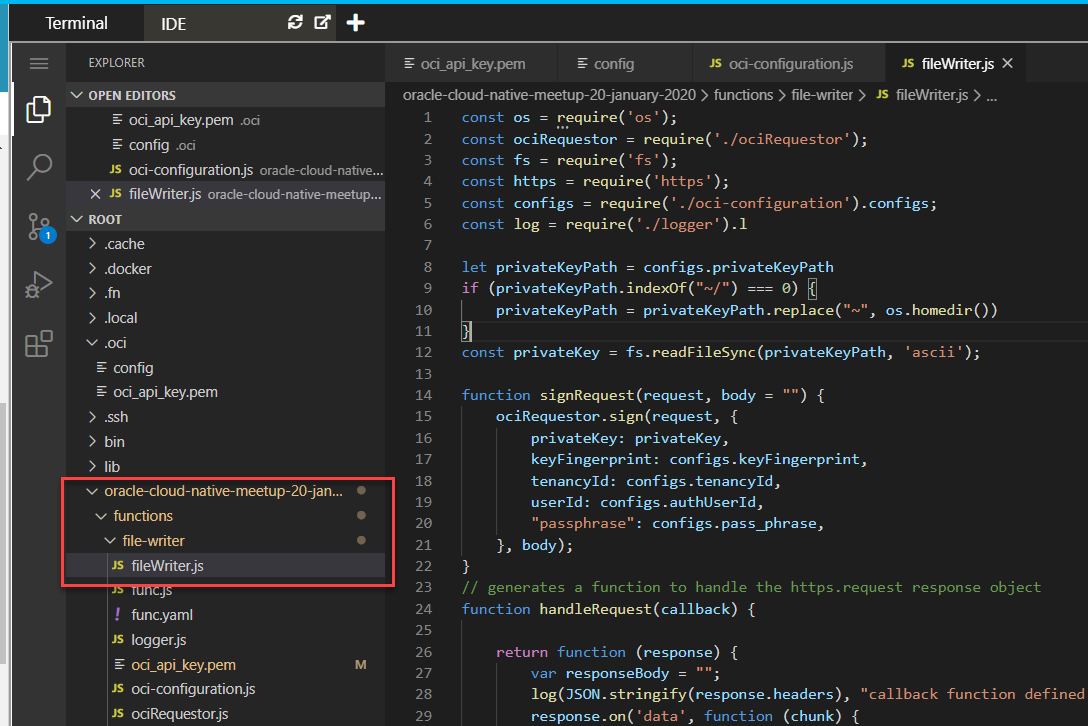 Terminal
IDE
EXPLORER
OPEN EDITORS
oci_api_key.pem .oci
config .oci
JS oci-configuration.js oracle-cloud-native...
JS fileWriter.js oracle-cloud-native-meetup...
ROOT
.cache
.docker
.fn
.local
.oci
config
oci_api_key.pem
.ssh
bin
lib
oracle-cloud-native-meetup-20-jan...
functions
file-writer
JS fileWriter.js
JS func.js
! func.yaml
JS logger.js
oci_api_key.pem M
JS oci-configuration.js
JS ociRequestor.js
1
oci_api_key.pem
config
JS oci-configuration.js
JS fileWriter.js
oracle-cloud-native-meetup-20-january-2020 > functions > file-writer > JS fileWriter.js > ...
1 const os = require('os');
2 const ociRequestor = require('./ociRequestor');
3 const fs = require('fs');
4 const https = require('https');
5 const configs = require('./oci-configuration').configs;
6 const log = require('./logger').l
7
8 let privateKeyPath = configs.privateKeyPath
9 if (privateKeyPath.indexOf("~/") === 0) {
10 privateKeyPath = privateKeyPath.replace("~", os.homedir())
11 }
12 const privateKey = fs.readFileSync(privateKeyPath, 'ascii');
13
14 function signRequest(request, body = "") {
15 ociRequestor.sign(request, {
16 privateKey: privateKey,
17 keyFingerprint: configs.keyFingerprint,
18 tenancyId: configs.tenancyId,
19 userId: configs.authUserId,
20 "passphrase": configs.pass_phrase,
21 }, body);
22 }
23 // generates a function to handle the https.request response object
24 function handleRequest(callback) {
25
26 return function (response) {
27 var responseBody = "";
28 log(JSON.stringify(response.headers), "callback function defined
29 response.on('data', function (chunk) {